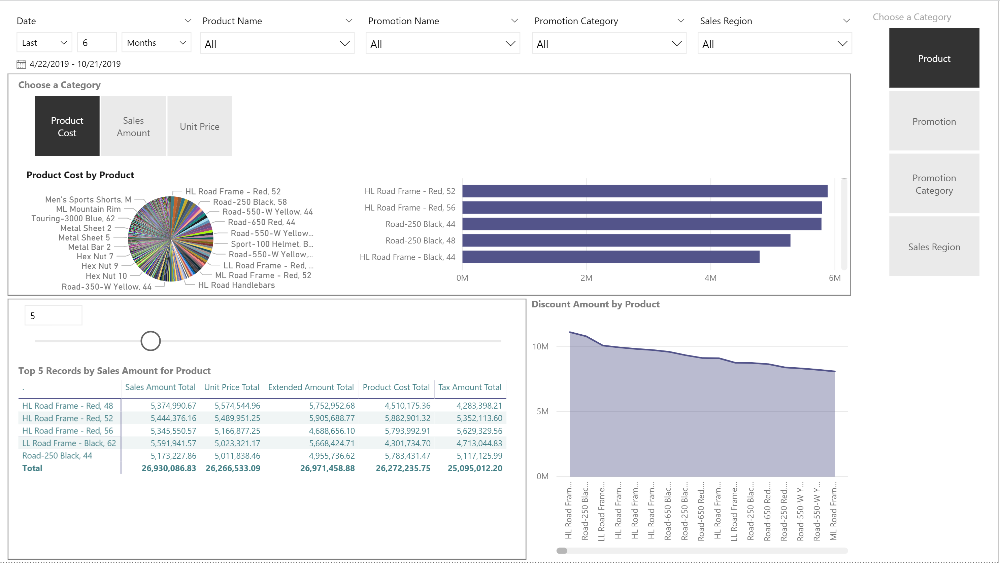 Date
Product Name
Promotion Name
Promotion Category
Sales Region
Choose a Category
Last
6
Months
All
All
All
All
4/22/2019 - 10/21/2019
Product
Promotion
Promotion
Category
Sales Region
Choose a Category
Product
Cost
Sales
Amount
Unit Price
Product Cost by Product
HL Road Frame - Red, 52
Road-250 Black, 58
Road-550-W Yellow, 44
Road-650 Red, 44
Road-550-W Yellow...
Sport-100 Helmet, B...
Road-550-W Yellow,...
LL Road Frame - Red, ...
ML Road Frame - Red, 52
HL Road Handlebars
Road-350-W Yellow, 44
Hex Nut 10
Hex Nut 9
Hex Nut 7
Metal Bar 2
Metal Sheet 5
Metal Sheet 2
Touring-3000 Blue, 62
ML Mountain Rim
Men's Sports Shorts, M
HL Road Frame - Red, 52
HL Road Frame - Red, 56
Road-250 Black, 44
Road-250 Black, 48
HL Road Frame - Black, 44
0M 2M 4M 6M
5
Top 5 Records by Sales Amount for Product
. Sales Amount Total Unit Price Total Extended Amount Total Product Cost Total Tax Amount Total
HL Road Frame - Red, 48 5,374,990.67 5,574,544.96 5,752,952.68 4,510,175.36 4,283,398.21
HL Road Frame - Red, 52 5,444,376.16 5,489,951.25 5,905,688.77 5,882,901.32 5,352,113.60
HL Road Frame - Red, 56 5,345,550.57 5,166,877.25 4,688,656.10 5,793,992.91 5,629,329.56
LL Road Frame - Black, 62 5,591,941.57 5,023,321.17 5,668,424.71 4,301,734.70 4,713,044.83
Road-250 Black, 44 5,173,227.86 5,011,838.46 4,955,736.62 5,783,431.47 5,117,125.99
Total 26,930,086.83 26,266,533.09 26,971,458.88 26,272,235.75 25,095,012.20
Discount Amount by Product
10M
5M
0M
HL Road Fram...
Road-250 Blac...
LL Road Frame...
HL Road Fram...
HL Road Fram...
HL Road Fram...
Road-650 Blac...
Road-250 Blac...
Road-650 Red,...
HL Road Fram...
LL Road Frame...
Road-250 Blac...
Road-650 Red,...
Road-250 Red,...
Road-550-W Y...
Road-550-W Y...
ML Road Fram...